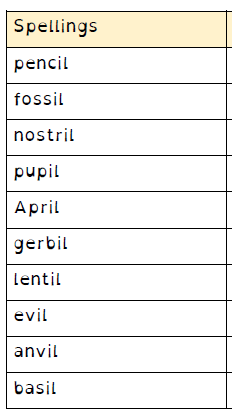 Spellings
pencil
fossil
nostril
pupil
April
gerbil
lentil
evil
anvil
basil